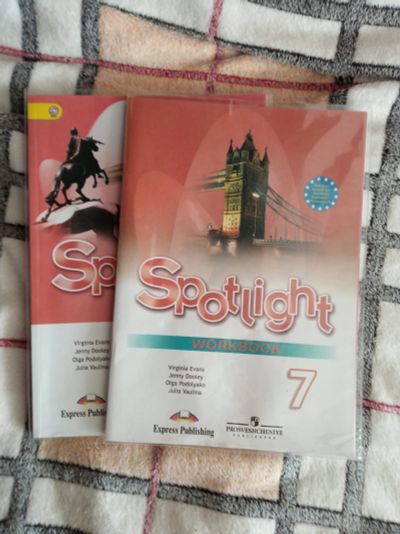 Sp
Virginia Evans
Jenny Dooley
Olga Podolyako
Julia Vaulina
Express Publishing
Spotlight
WORKBOOK
7
Virginia Evans
Jenny Dooley
Olga Podolyako
Julia Vaulina
Express Publishing
PROSVESHCHENIYE
PUBLISHERS